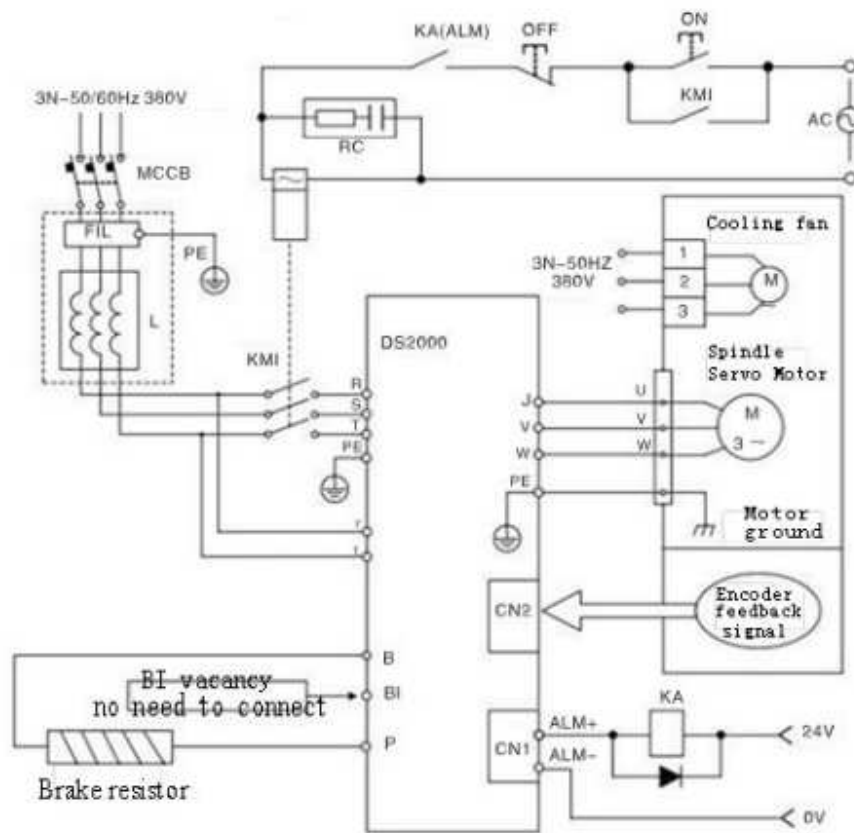 KA(ALM)
OFF
ON
KMI
AC
RC
3N-50/60Hz 380V
MCCB
FIL
PE
L
KMI
DS2000
R
S
T
PE
r
t
B
BI vacancy
no need to connect
BI
P
Brake resistor
Cooling fan
3N-50HZ
380V
1
2
3
M
Spindle
Servo Motor
J
V
W
PE
U
V
W
M
3~
Motor
ground
CN2
Encoder
feedback
signal
CN1
ALM+
ALM-
KA
24V
0V